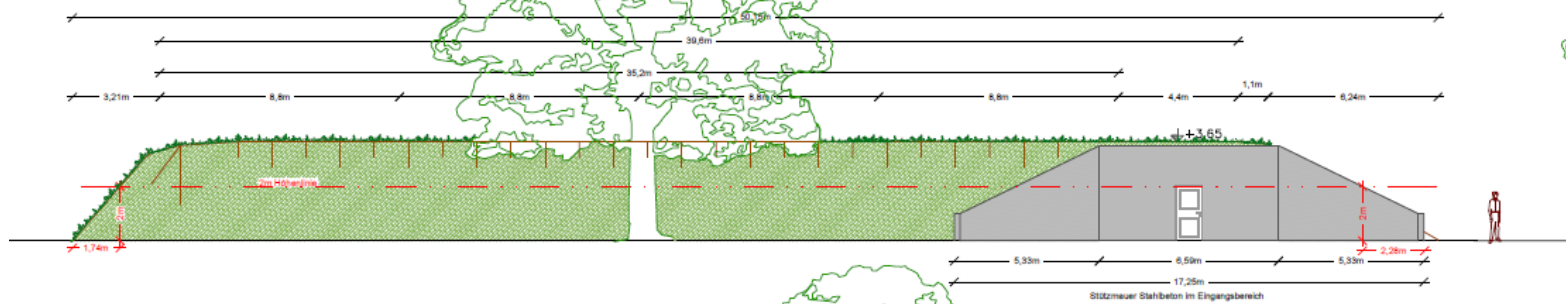 50,15m
39,6m
35,2m
1,1m
3,21m 8,8m 8,8m 8,8m 8,8m 4,4m 6,24m
+3,65
2m Höhenlinie
2m 2m
1,74m 2,28m
5,33m 6,59m 5,33m
17,25m
Stützmauer Stahlbeton im Eingangsbereich